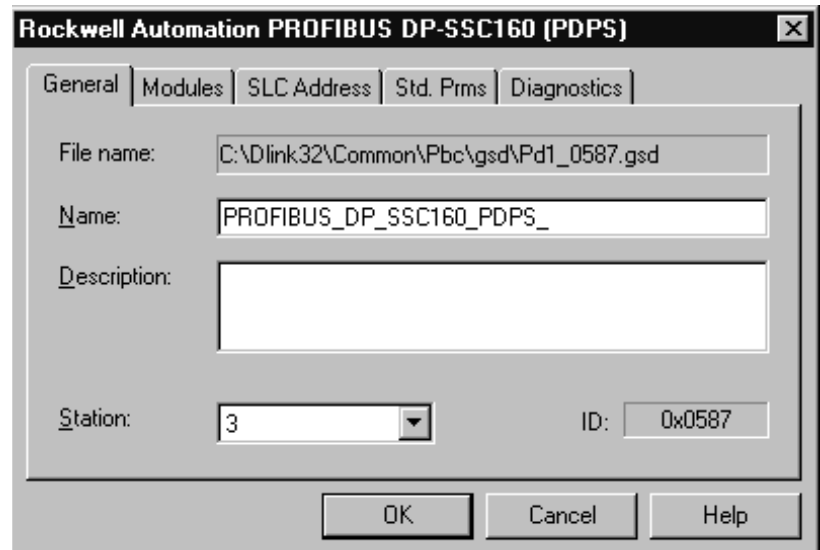 Rockwell Automation PROFIBUS DP-SSC160 (PDPS)
General Modules SLC Address Std. Prms Diagnostics
File name: C:\Dlink32\Common\Pbc\gsd\Pd1_0587.gsd
Name: PROFIBUS_DP_SSC160_PDPS_
Description:
Station: 3 ID: 0x0587
OK Cancel Help